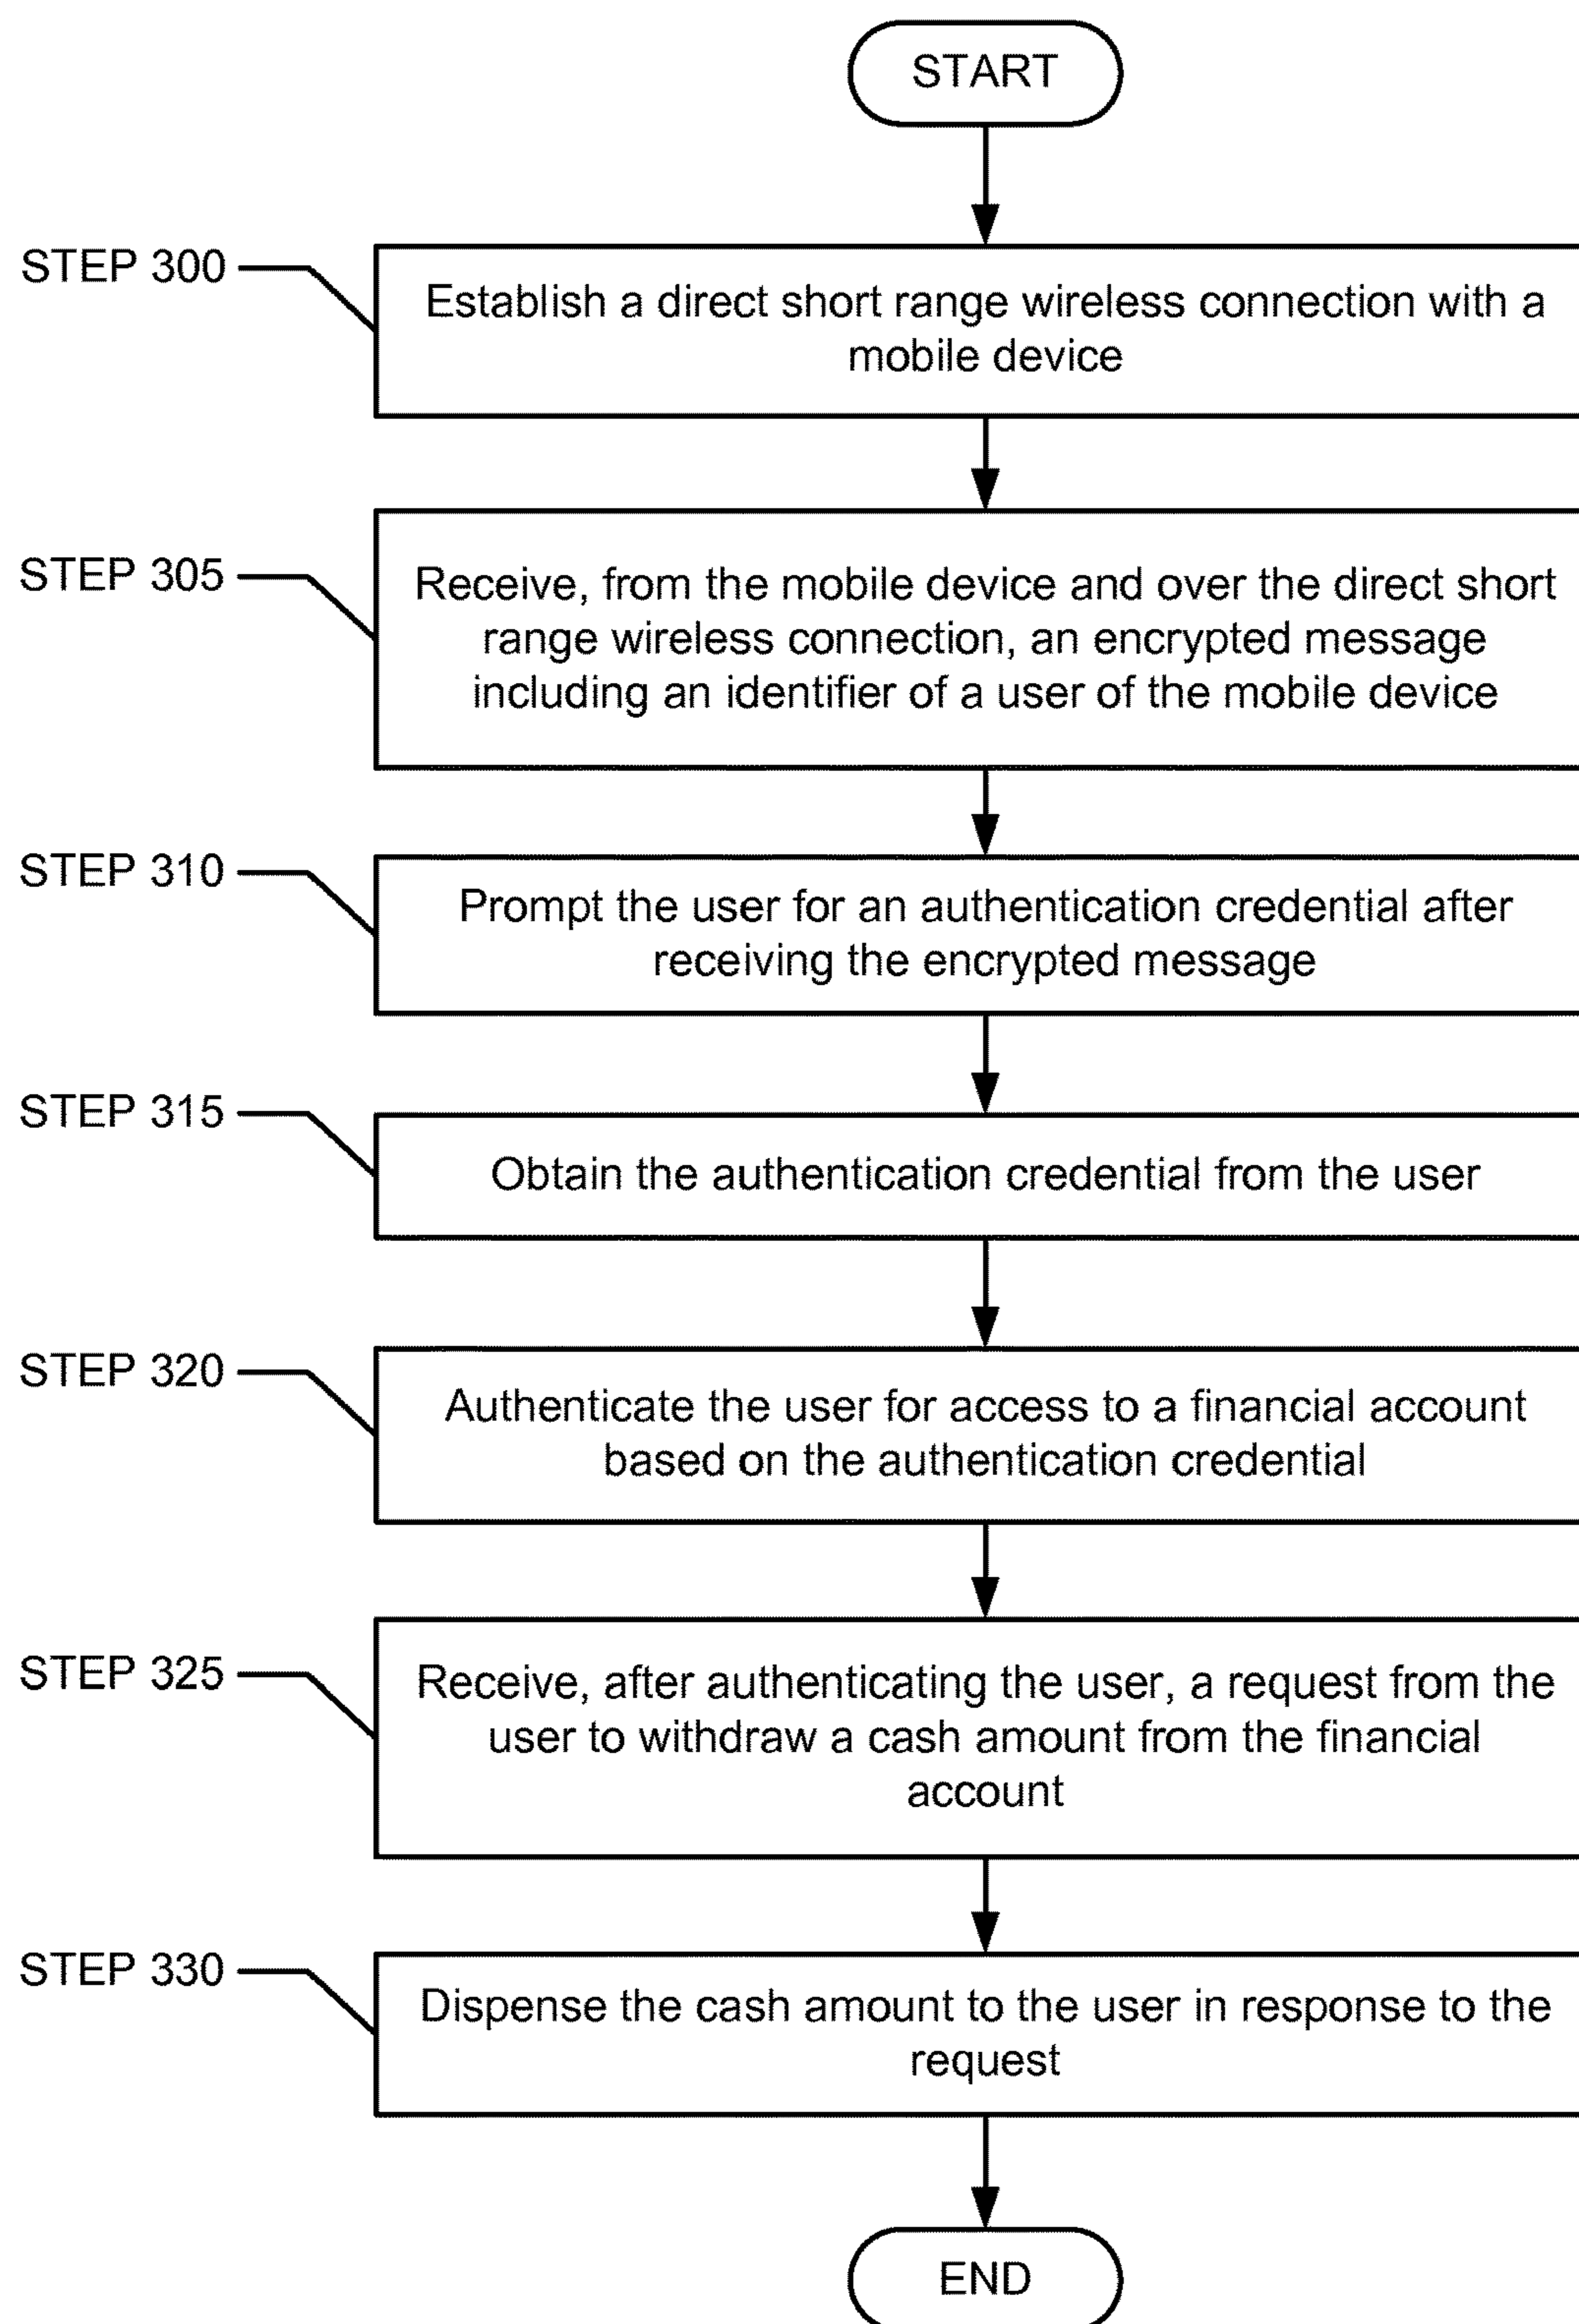 START
STEP 300
Establish a direct short range wireless connection with a
mobile device
STEP 305
Receive, from the mobile device and over the direct short
range wireless connection, an encrypted message
including an identifier of a user of the mobile device
STEP 310
Prompt the user for an authentication credential after
receiving the encrypted message
STEP 315
Obtain the authentication credential from the user
STEP 320
Authenticate the user for access to a financial account
based on the authentication credential
STEP 325
Receive, after authenticating the user, a request from the
user to withdraw a cash amount from the financial
account
STEP 330
Dispense the cash amount to the user in response to the
request
END